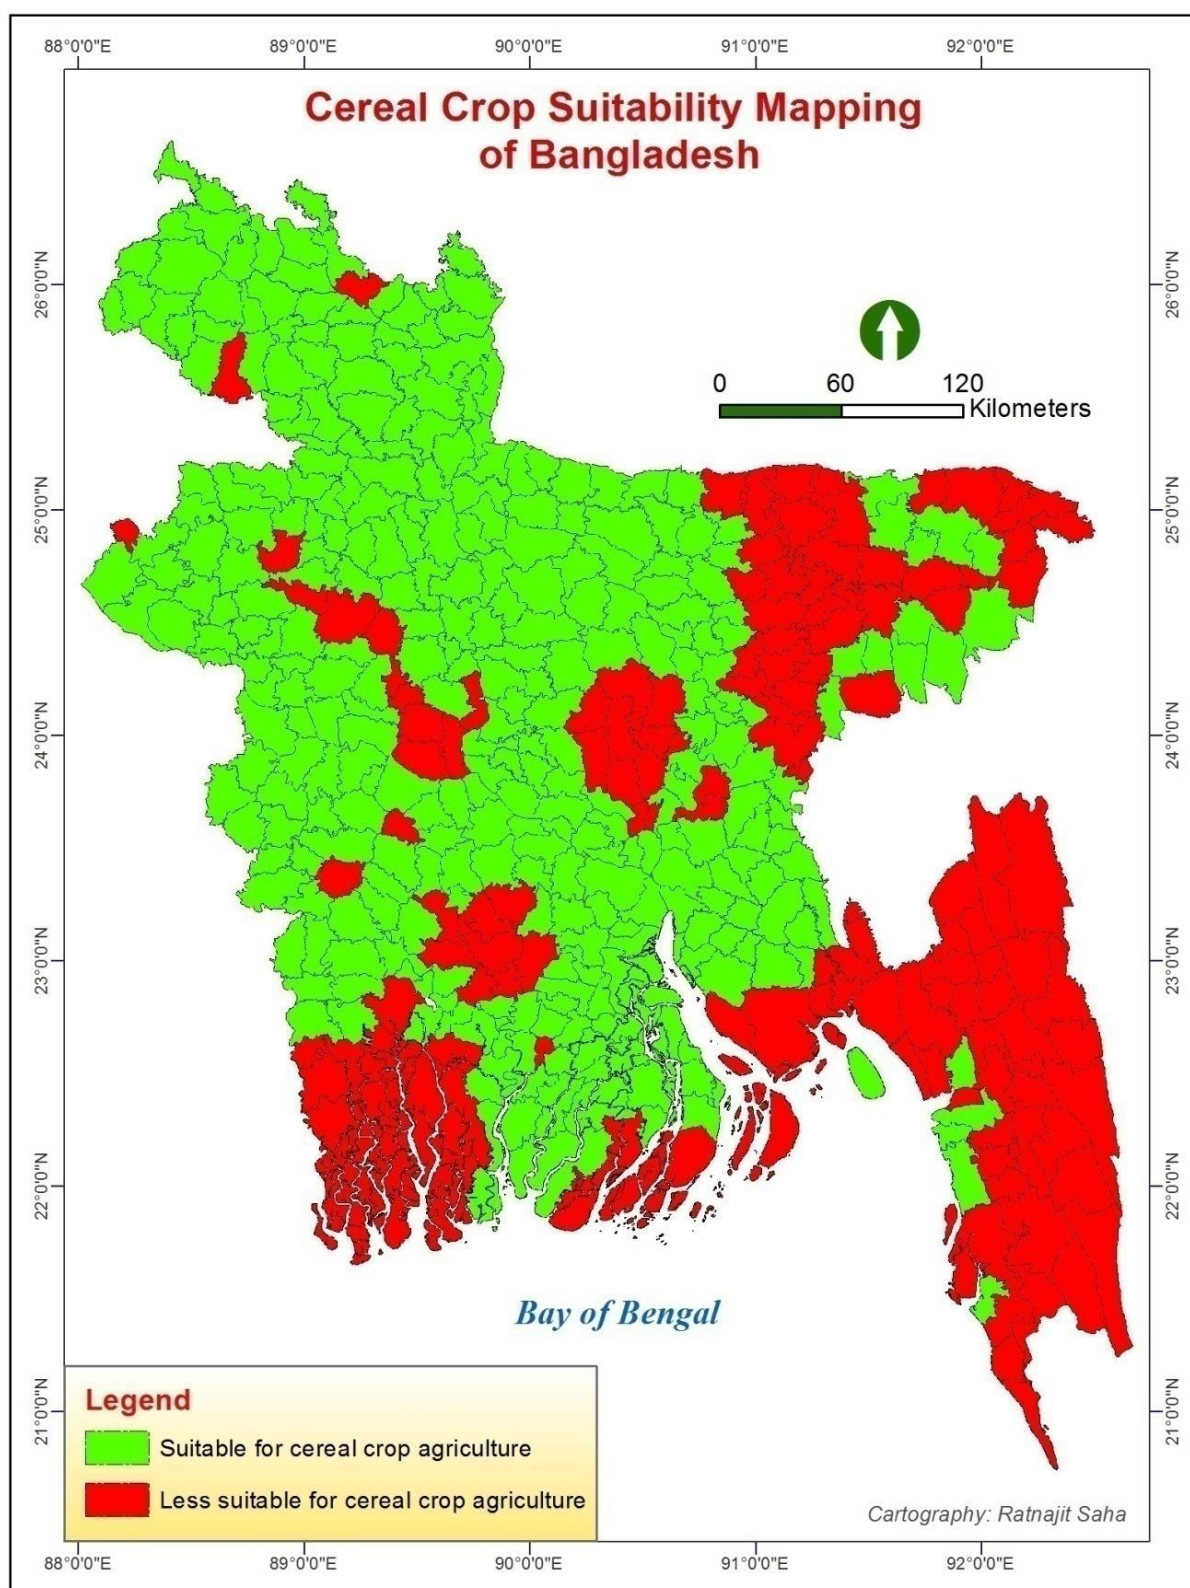 88°0'0"E 89°0'0"E 90°0'0"E 91°0'0"E 92°0'0"E
Cereal Crop Suitability Mapping
of Bangladesh
26°0'0"N 26°0'0"N
0 60 120
Kilometers
25°0'0"N 25°0'0"N
24°0'0"N 24°0'0"N
23°0'0"N 23°0'0"N
22°0'0"N 22°0'0"N
Bay of Bengal
21°0'0"N 21°0'0"N
Legend
Suitable for cereal crop agriculture
Less suitable for cereal crop agriculture
Cartography: Ratnajit Saha
88°0'0"E 89°0'0"E 90°0'0"E 91°0'0"E 92°0'0"E